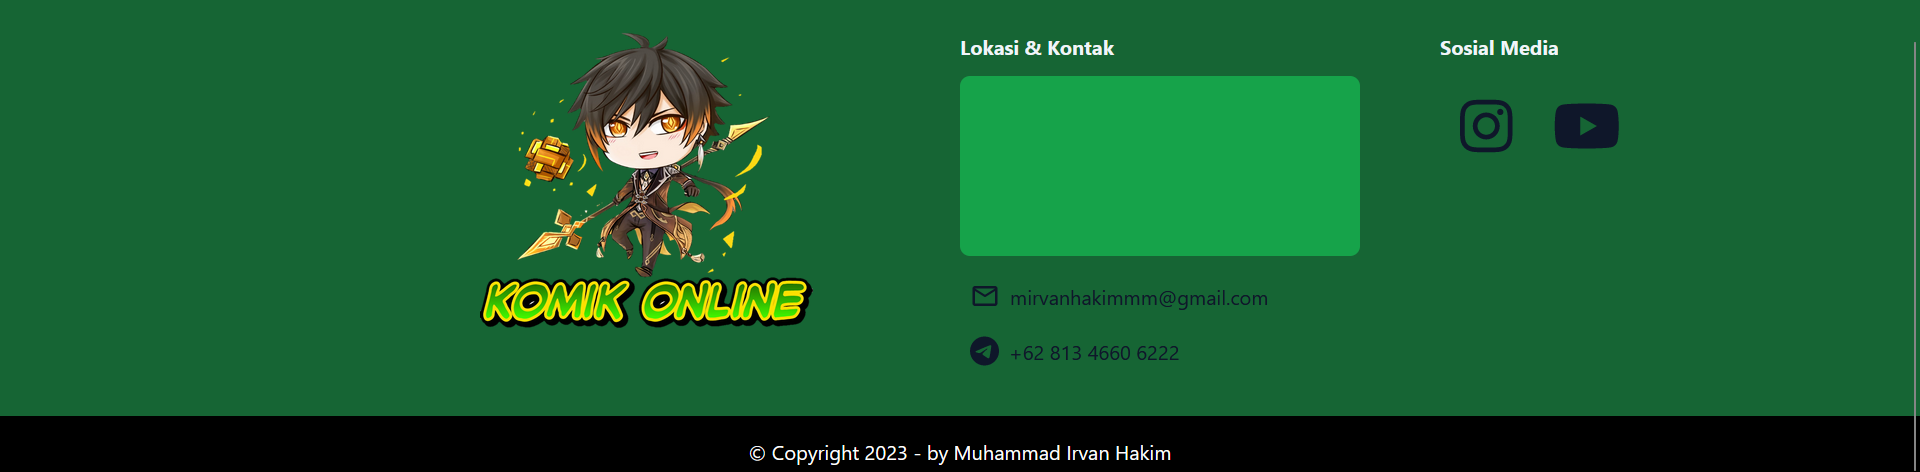 KOMIK ONLINE
Lokasi & Kontak
mirvanhakimmm@gmail.com
+62 813 4660 6222
Sosial Media
© Copyright 2023 - by Muhammad Irvan Hakim